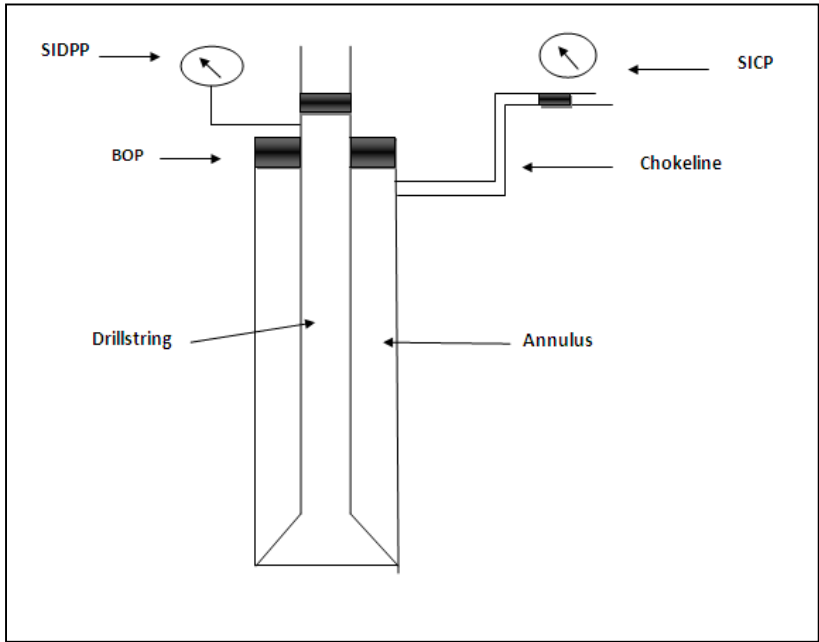 SIDPP
SICP
BOP
Chokeline
Drillstring
Annulus